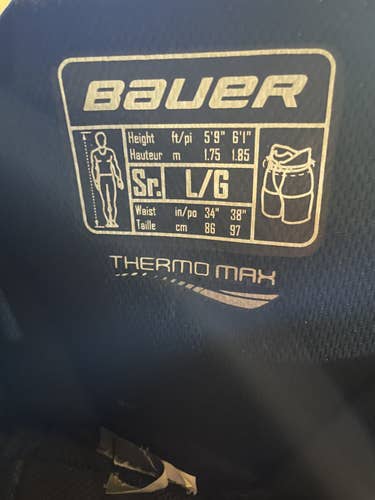 BAUER
Height ft/pi 5'9" 6'1"
Hauteur m 1.75 1.85
Sr. L/G
Waist in/po 34" 38"
Taille cm 86 97
THERMO MAX